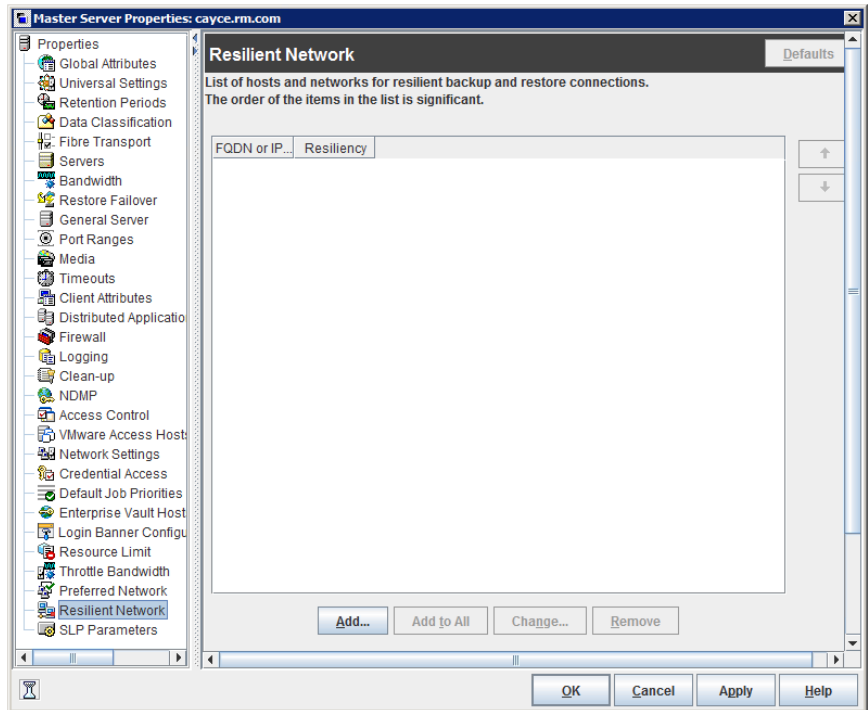 Master Server Properties: cayce.rm.com
Properties
Global Attributes
Universal Settings
Retention Periods
Data Classification
Fibre Transport
Servers
Bandwidth
Restore Failover
General Server
Port Ranges
Media
Timeouts
Client Attributes
Distributed Applicatio
Firewall
Logging
Clean-up
NDMP
Access Control
VMware Access Hosts
Network Settings
Credential Access
Default Job Priorities
Enterprise Vault Host
Login Banner Configu
Resource Limit
Throttle Bandwidth
Preferred Network
Resilient Network
SLP Parameters
Resilient Network
Defaults
List of hosts and networks for resilient backup and restore connections.
The order of the items in the list is significant.
FQDN or IP... Resiliency
Add... Add to All Change... Remove
OK Cancel Apply Help